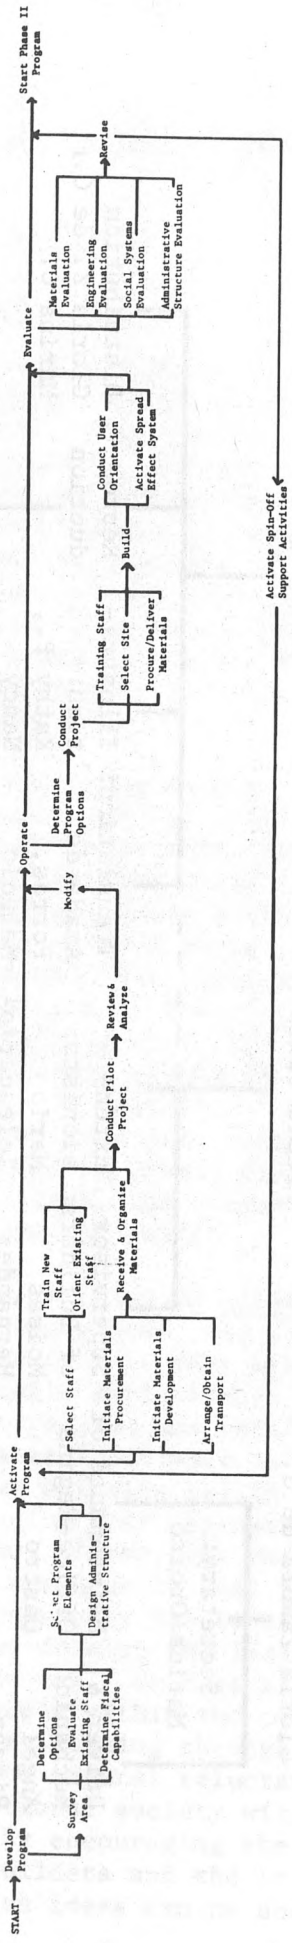 START
Develop
Program
Survey
Area
Determine
Options
Evaluate
Existing Staff
Determine Fiscal
Capabilities
Select Program
Elements
Design Adminis-
trative Structure
Activate
Program
Select Staff
Train New
Staff
Orient Existing
Staff
Initiate Materials
Procurement
Initiate Materials
Development
Arrange/Obtain
Transport
Receive & Organize
Materials
Conduct Pilot
Project
Review &
Analyze
Modify
Operate
Determine
Program
Options
Conduct
Project
Training Staff
Select Site
Procure/Deliver
Materials
Build
Conduct User
Orientation
Activate Spread
Effect System
Evaluate
Materials
Evaluation
Engineering
Evaluation
Social Systems
Evaluation
Administrative
Structure Evaluation
Revise
Start Phase II
Program
Activate Spin-Off
Support Activities